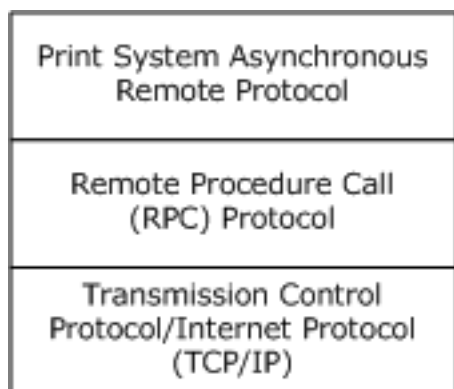 Print System Asynchronous
Remote Protocol
Remote Procedure Call
(RPC) Protocol
Transmission Control
Protocol/Internet Protocol
(TCP/IP)